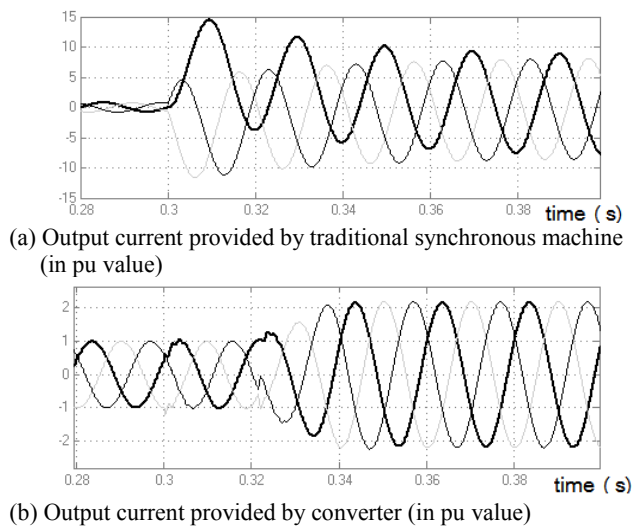 15
10
5
0
-5
-10
-15
0.28 0.3 0.32 0.34 0.36 0.38
time ( s )
(a) Output current provided by traditional synchronous machine
(in pu value)
2
1
0
-1
-2
0.28 0.3 0.32 0.34 0.36 0.38
time ( s )
(b) Output current provided by converter (in pu value)